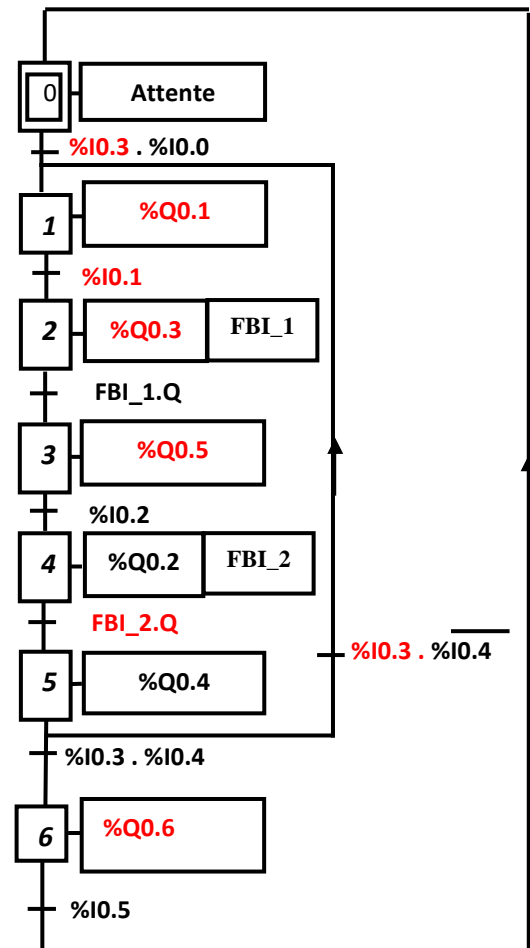 0 Attente
%I0.3 . %I0.0
1 %Q0.1
%I0.1
2 %Q0.3 FBI_1
FBI_1.Q
3 %Q0.5
%I0.2
4 %Q0.2 FBI_2
FBI_2.Q
%I0.3 . %I0.4
5 %Q0.4
%I0.3 . %I0.4
6 %Q0.6
%I0.5